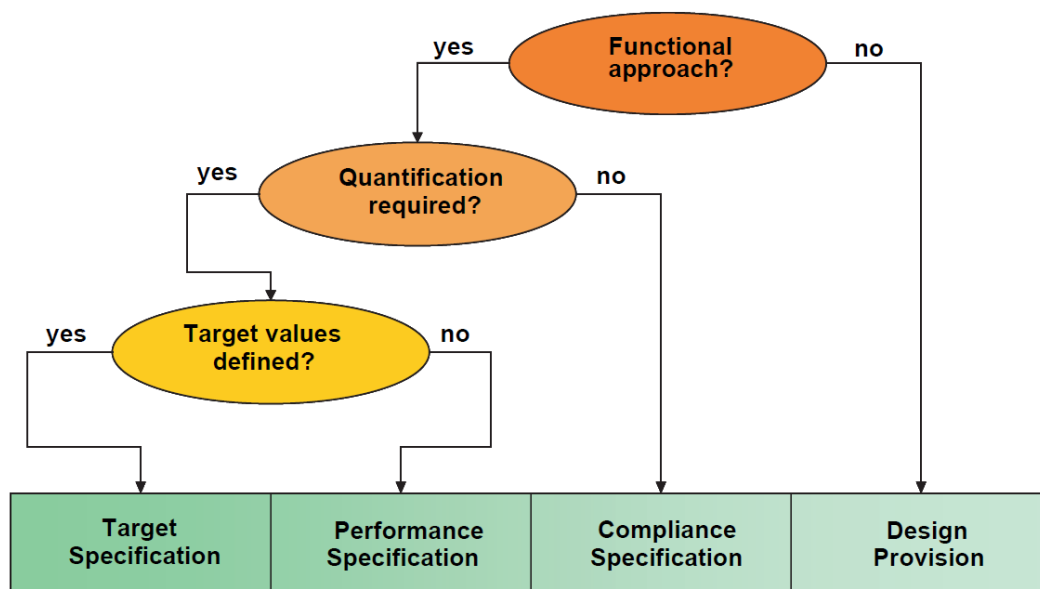 yes
Functional
approach?
no
yes
Quantification
required?
no
yes
Target values
defined?
no
Target
Specification
Performance
Specification
Compliance
Specification
Design
Provision